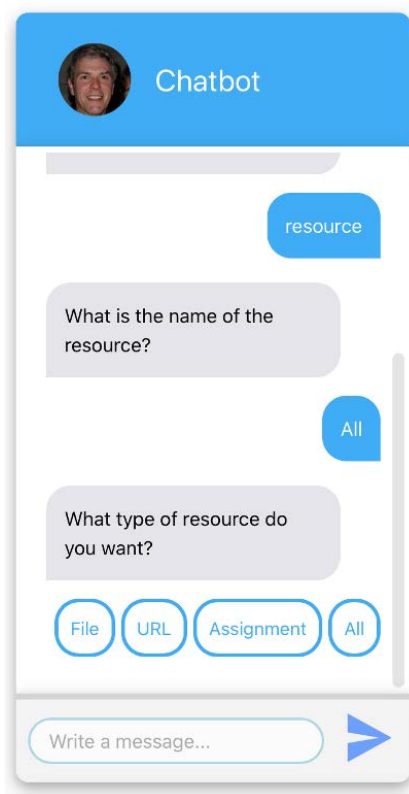 Chatbot
resource
What is the name of the
resource?
All
What type of resource do
you want?
File URL Assignment All
Write a message...